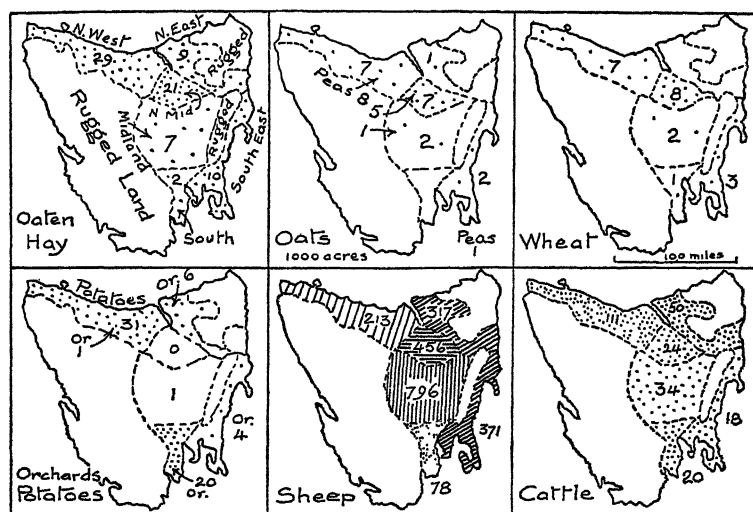 N. West
N. East
29
9
Rugged
21
N Mid
Rugged Land
Midland
7
Rugged
South East
2
10
Oaten
Hay
South
7
1
Peas 8
5
7
1
2
2
Oats
1000 acres
Peas
1
7
8
2
1
3
Wheat
100 miles
Potatoes
Or 6
31
Or
1
0
1
Or.
4
Orchards
Potatoes
20
Or.
213
317
456
796
371
Sheep
78
111
50
24
34
18
Cattle
20